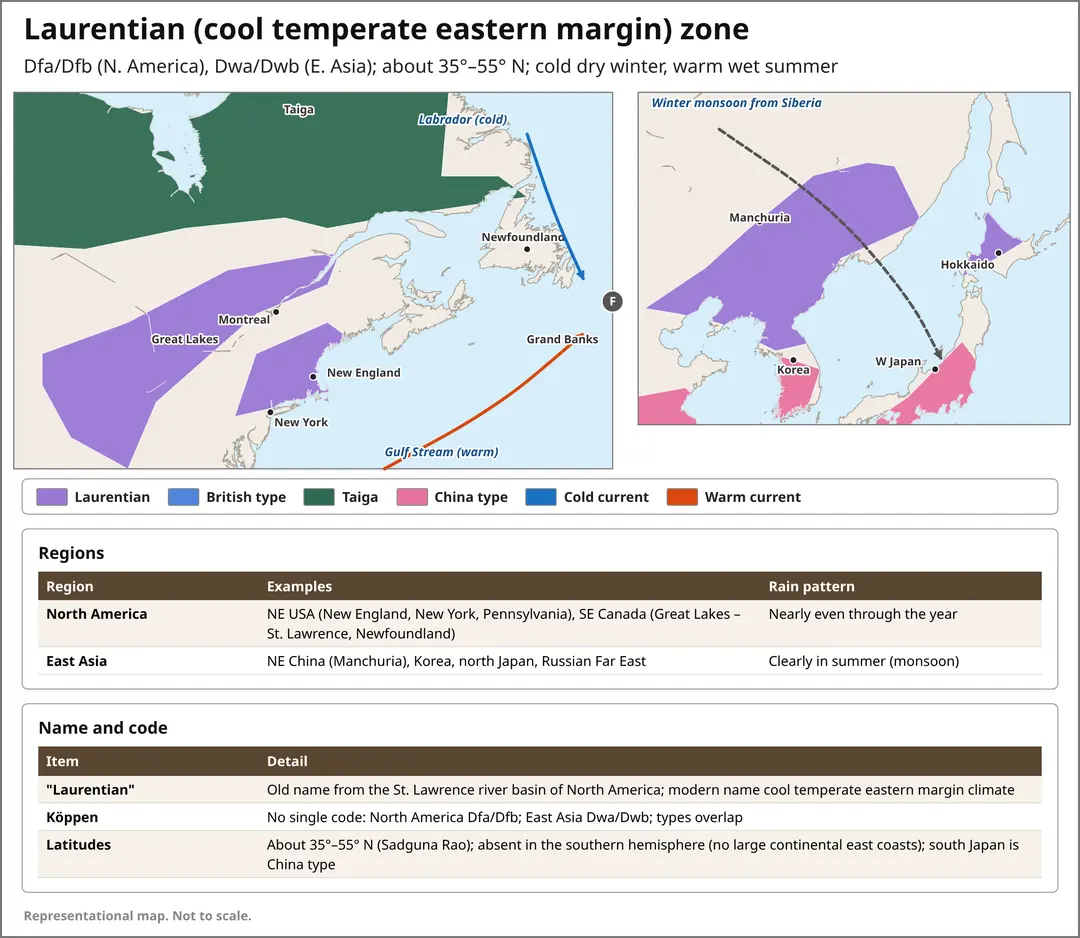 Laurentian (cool temperate eastern margin) zone
Dfa/Dfb (N. America), Dwa/Dwb (E. Asia); about 35°–55° N; cold dry winter, warm wet summer
Taiga
Labrador (cold)
Newfoundland
F
Montreal
Great Lakes
Grand Banks
New England
New York
Gulf Stream (warm)
Winter monsoon from Siberia
Manchuria
Hokkaido
W Japan
Korea
Laurentian
British type
Taiga
China type
Cold current
Warm current
Regions
Region Examples Rain pattern
North America NE USA (New England, New York, Pennsylvania), SE Canada (Great Lakes – Nearly even through the year
St. Lawrence, Newfoundland)
East Asia NE China (Manchuria), Korea, north Japan, Russian Far East Clearly in summer (monsoon)
Name and code
Item Detail
"Laurentian" Old name from the St. Lawrence river basin of North America; modern name cool temperate eastern margin climate
Köppen No single code: North America Dfa/Dfb; East Asia Dwa/Dwb; types overlap
Latitudes About 35°–55° N (Sadguna Rao); absent in the southern hemisphere (no large continental east coasts); south Japan is
China type
Representational map. Not to scale.